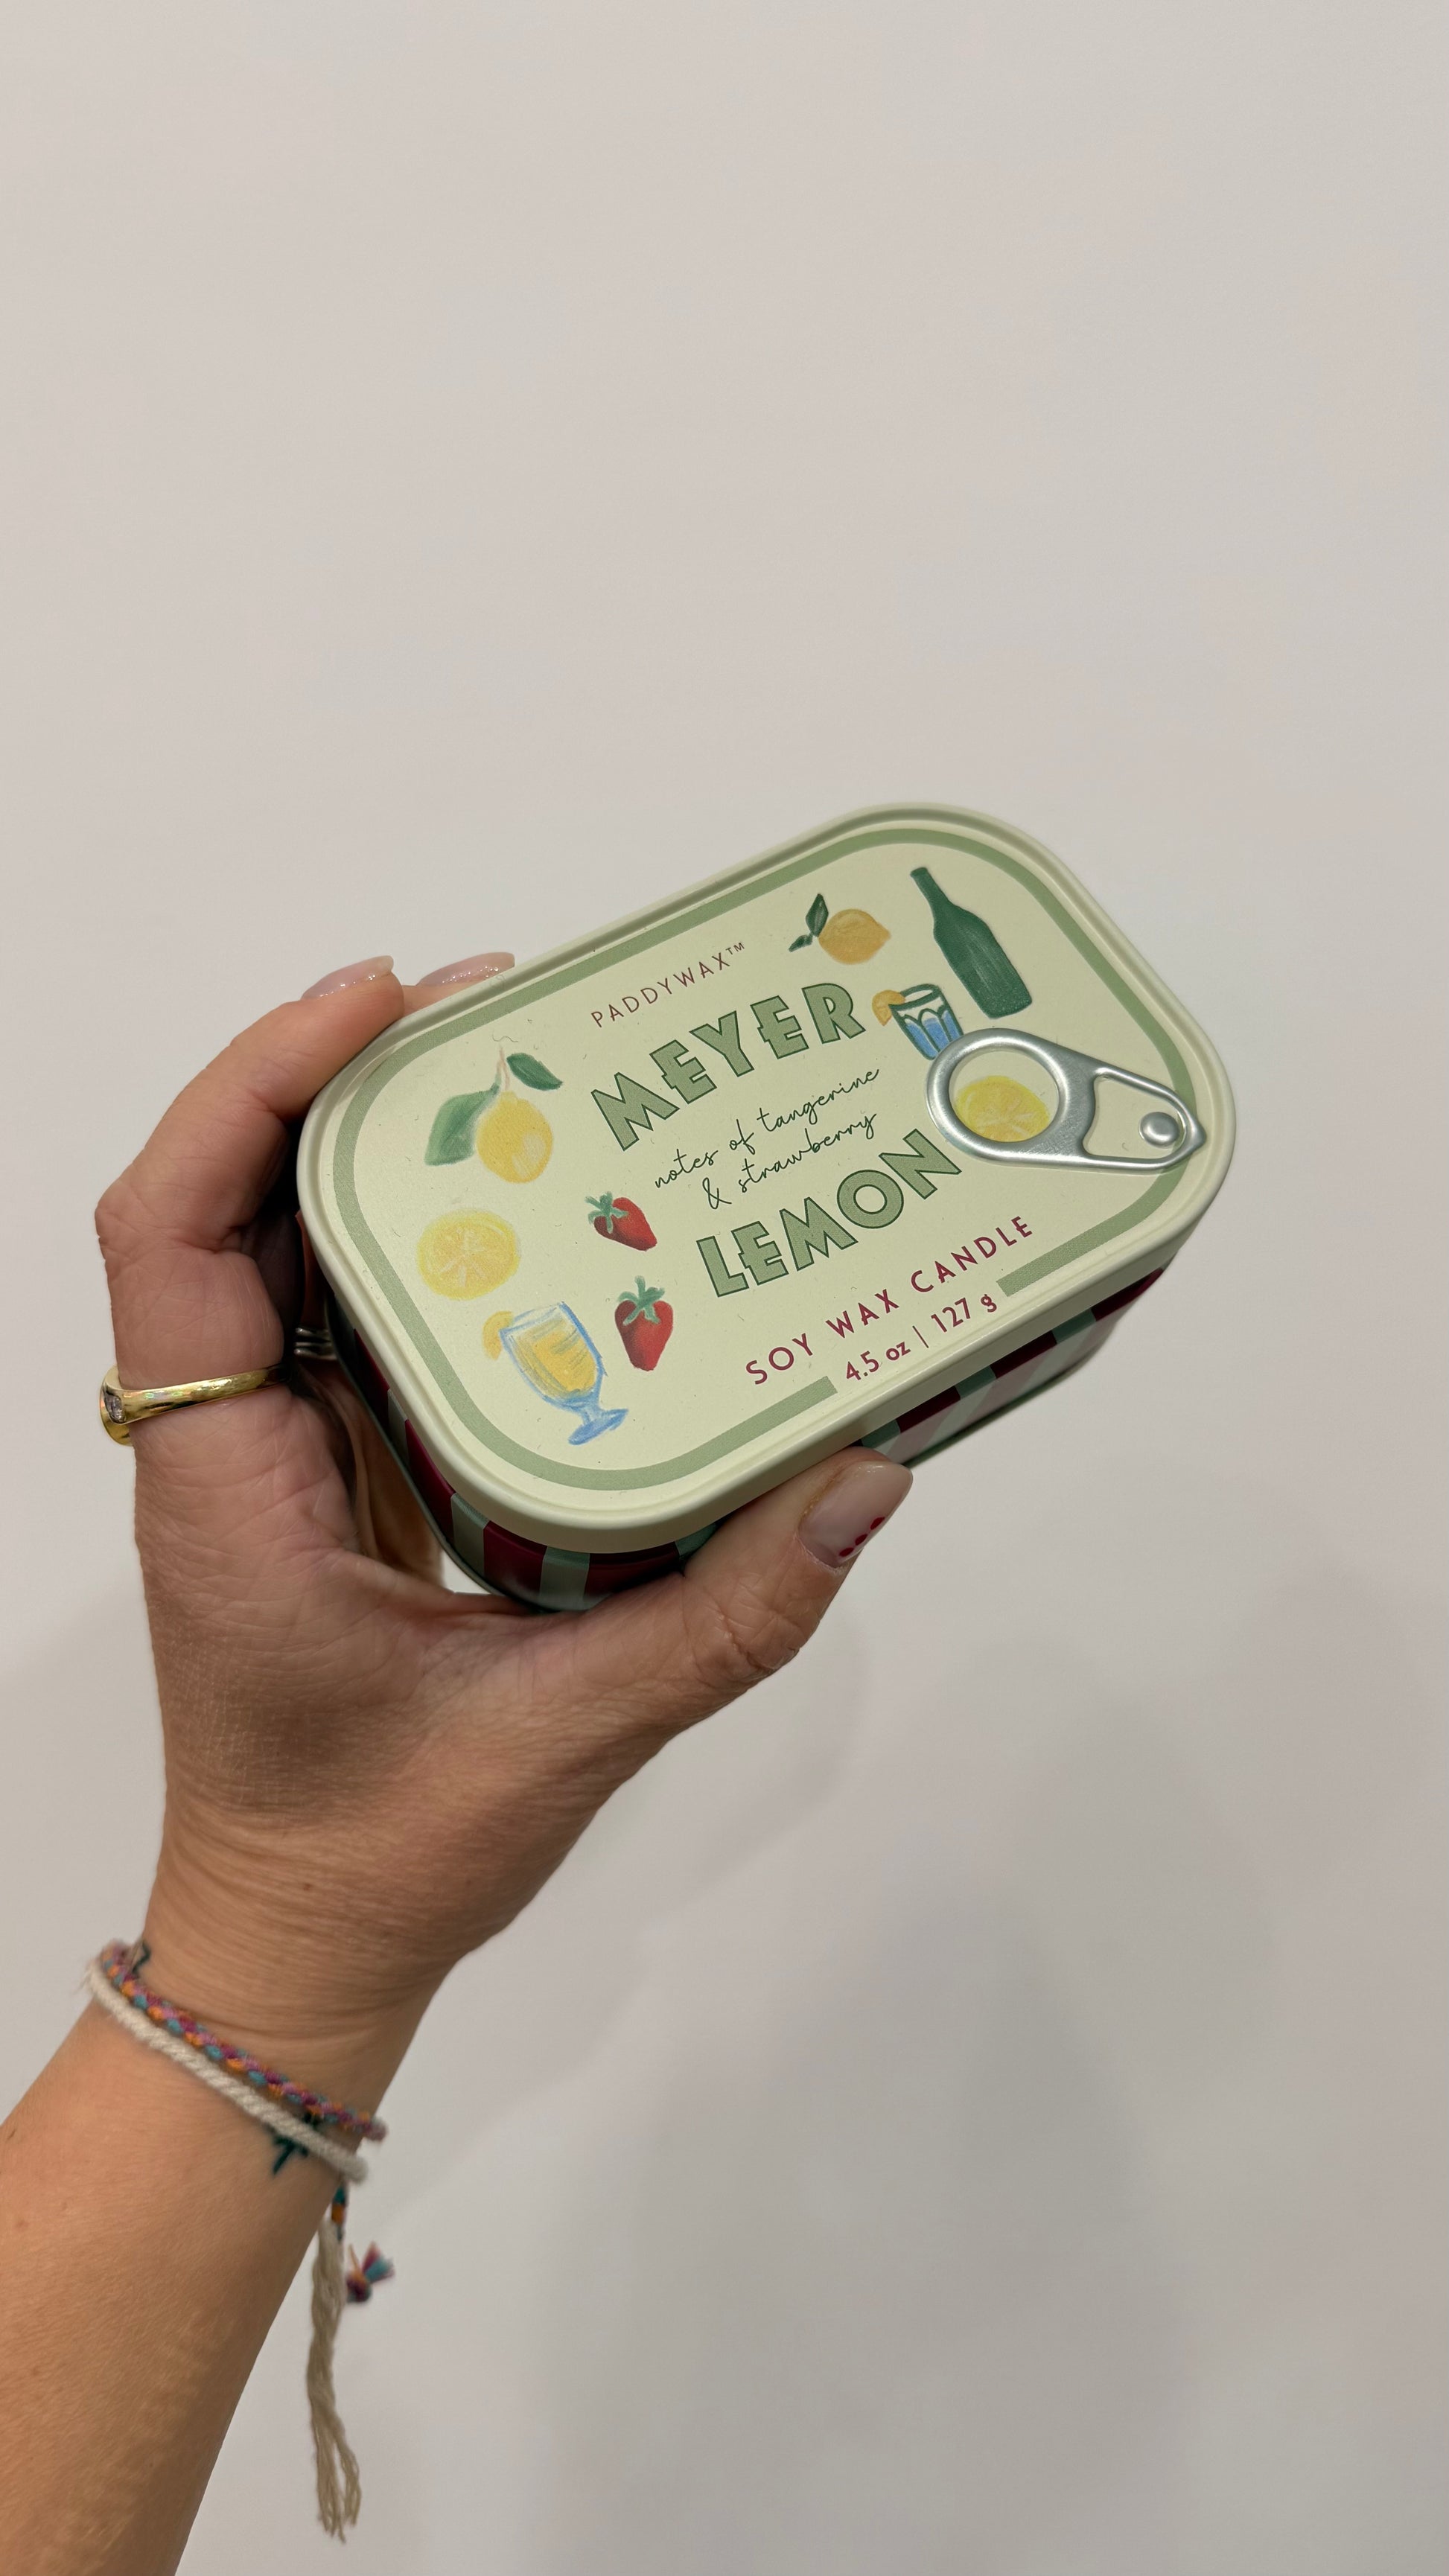 PADDYWAX™
MEYER
notes of tangerine
& strawberry
LEMON
SOY WAX CANDLE
4.5 oz | 127 g